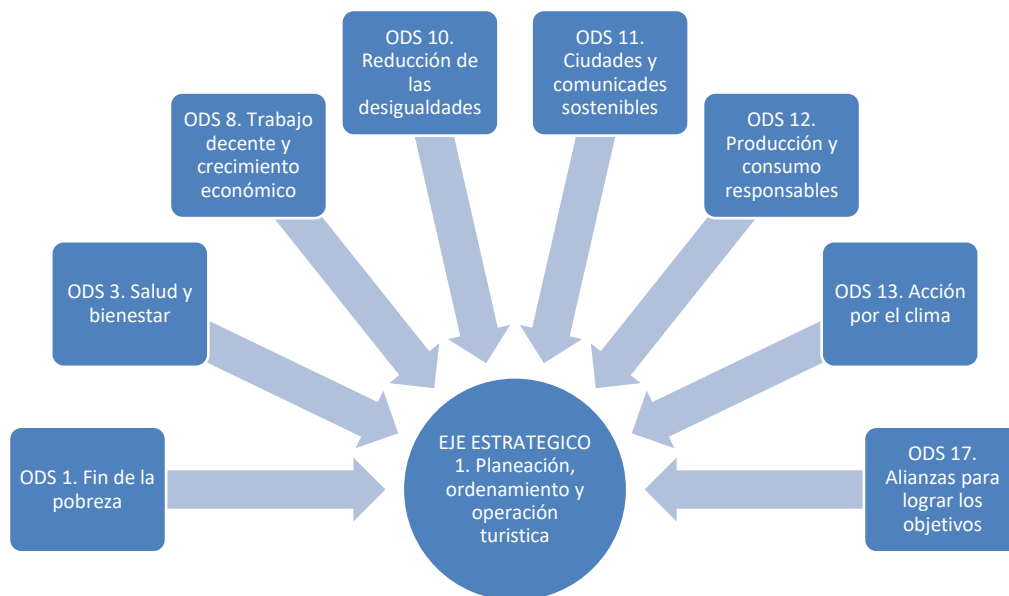 ODS 10.
Reducción de
las
desigualdades
ODS 11.
Ciudades y
comunicades
sostenibles
ODS 8. Trabajo
decente y
crecimiento
económico
ODS 12.
Producción y
consumo
responsables
ODS 3. Salud y
bienestar
ODS 13. Acción
por el clima
ODS 1. Fin de la
pobreza
EJE ESTRATEGICO
1. Planeación,
ordenamiento y
operación
turistica
ODS 17.
Alianzas para
lograr los
objetivos